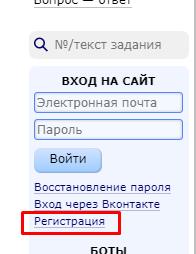 Вопрос — ответ
№/текст задания
ВХОД НА САЙТ
Электронная почта
Пароль
Войти
Восстановление пароля
Вход через Вконтакте
Регистрация
БОТЫ